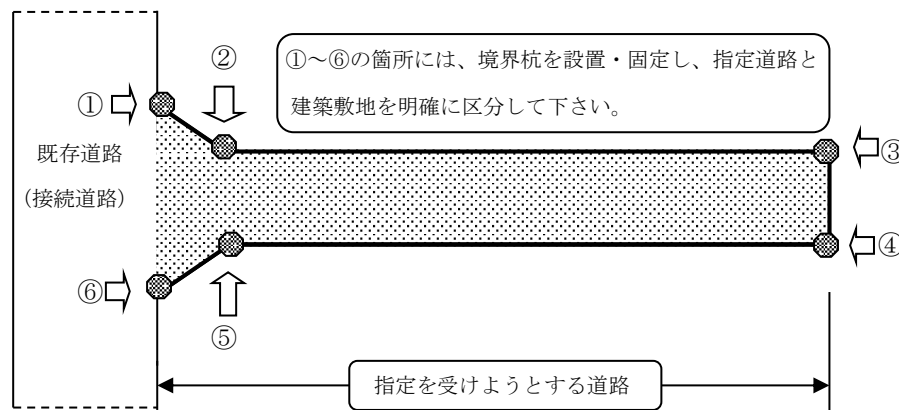 ②
①～⑥の箇所には、境界杭を設置・固定し、指定道路と
建築敷地を明確に区分して下さい。
①
既存道路
（接続道路）
③
④
⑥
⑤
指定を受けようとする道路